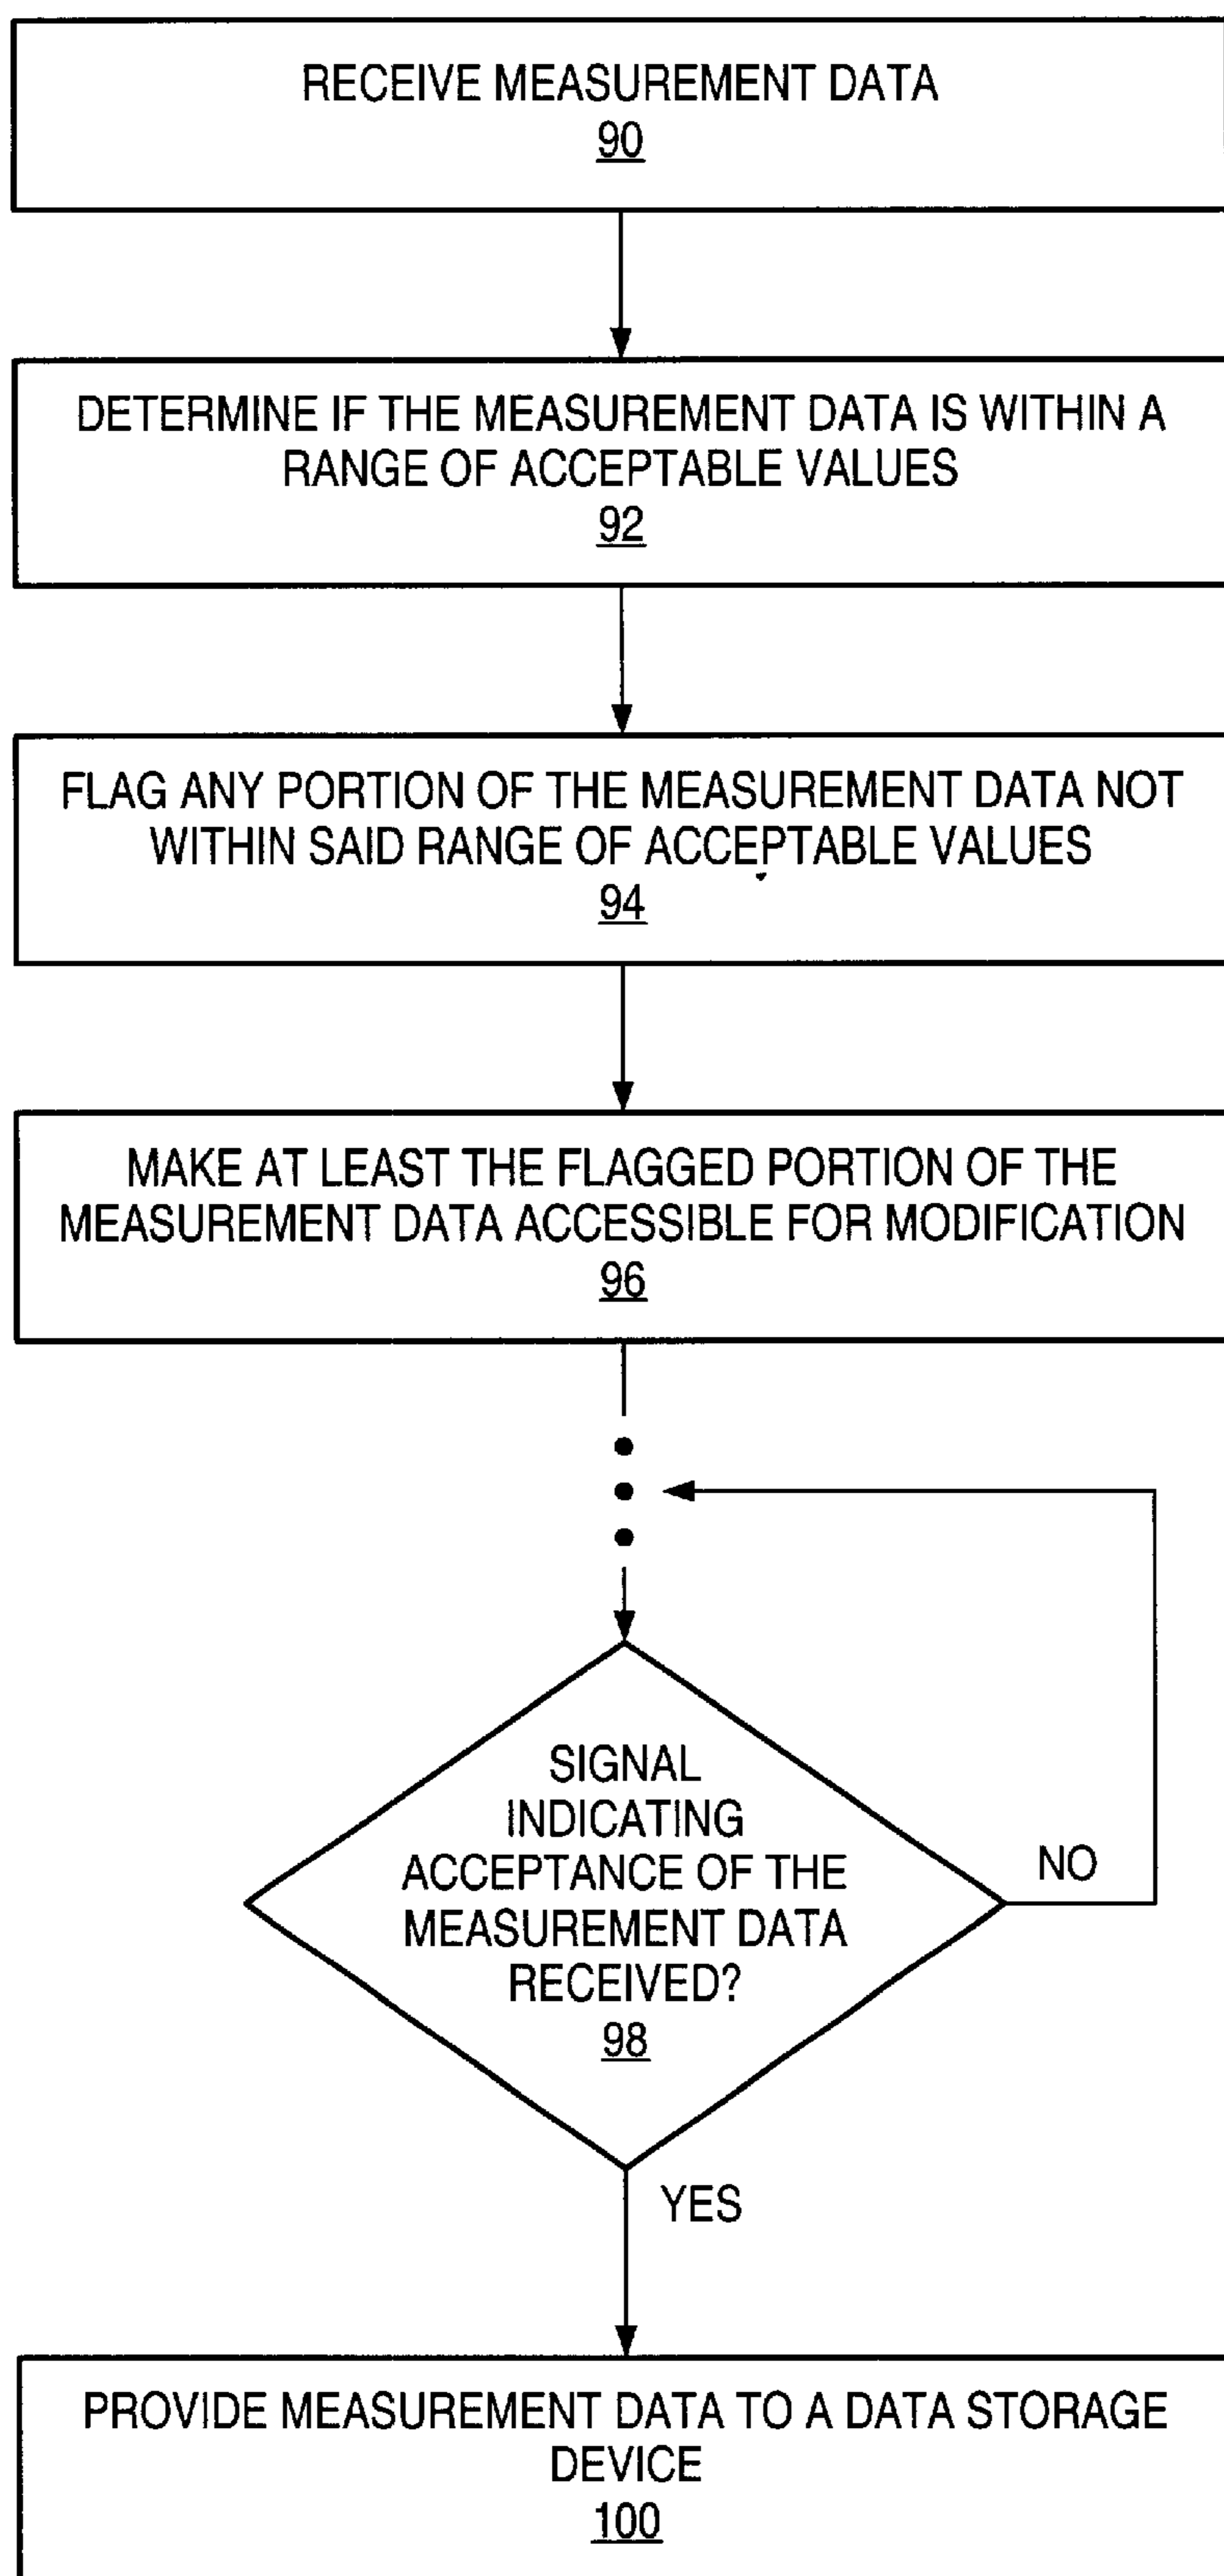 RECEIVE MEASUREMENT DATA
90
DETERMINE IF THE MEASUREMENT DATA IS WITHIN A
RANGE OF ACCEPTABLE VALUES
92
FLAG ANY PORTION OF THE MEASUREMENT DATA NOT
WITHIN SAID RANGE OF ACCEPTABLE VALUES
94
MAKE AT LEAST THE FLAGGED PORTION OF THE
MEASUREMENT DATA ACCESSIBLE FOR MODIFICATION
96
SIGNAL
INDICATING
ACCEPTANCE OF THE
MEASUREMENT DATA
RECEIVED?
98
NO
YES
PROVIDE MEASUREMENT DATA TO A DATA STORAGE
DEVICE
100